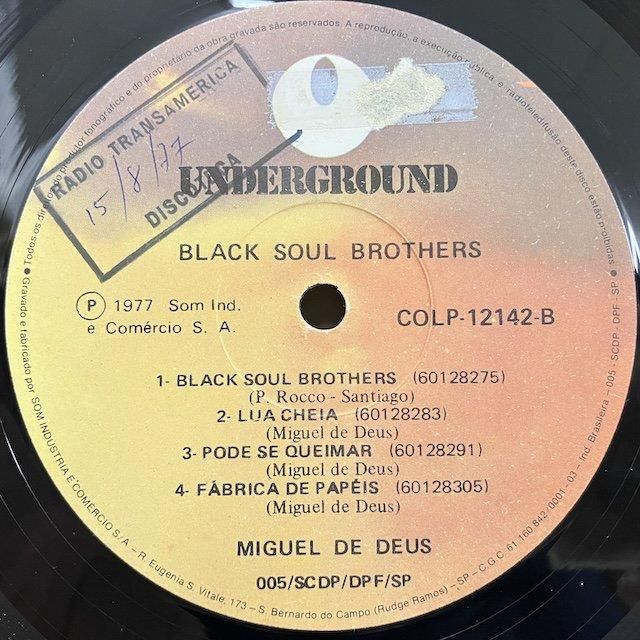 • Todos os direitos do produtor fonográfico e do proprietário da obra gravada são reservados. A reprodução, a execução pública e radioteledifusão deste disco estão proibidas •
RADIO TRANSAMERICA
15/8/77
DISCOTECA
UNDERGROUND
BLACK SOUL BROTHERS
Ⓟ 1977 Som Ind.
e Comércio S. A.
COLP-12142-B
1- BLACK SOUL BROTHERS (60128275)
(P. Rocco - Santiago)
2- LUA CHEIA (60128283)
(Miguel de Deus)
3- PODE SE QUEIMAR (60128291)
(Miguel de Deus)
4- FÁBRICA DE PAPÉIS (60128305)
(Miguel de Deus)
MIGUEL DE DEUS
005/SCDP/DPF/SP
Gravado e fabricado por SOM INDUSTRIA E COMERCIO S/A - R. Eugenia S. Vitale, 173 - S. Bernardo do Campo (Rudge Ramos) - SP - C.G.C. 61.160.842/0001-03 - Ind. Brasileira - 005 - SCDP - DPF - SP •